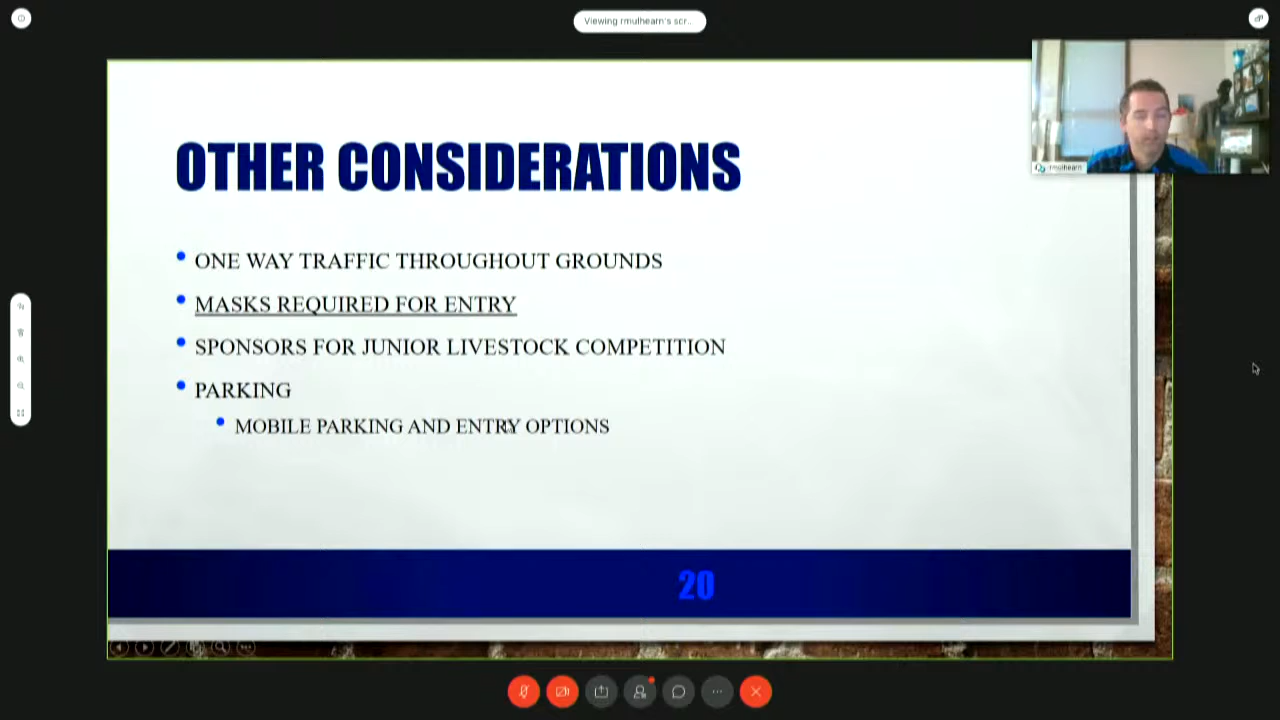 Viewing rmulhearn's scr...
OTHER CONSIDERATIONS
ONE WAY TRAFFIC THROUGHOUT GROUNDS
MASKS REQUIRED FOR ENTRY
SPONSORS FOR JUNIOR LIVESTOCK COMPETITION
PARKING
MOBILE PARKING AND ENTRY OPTIONS
20
rmulhearn